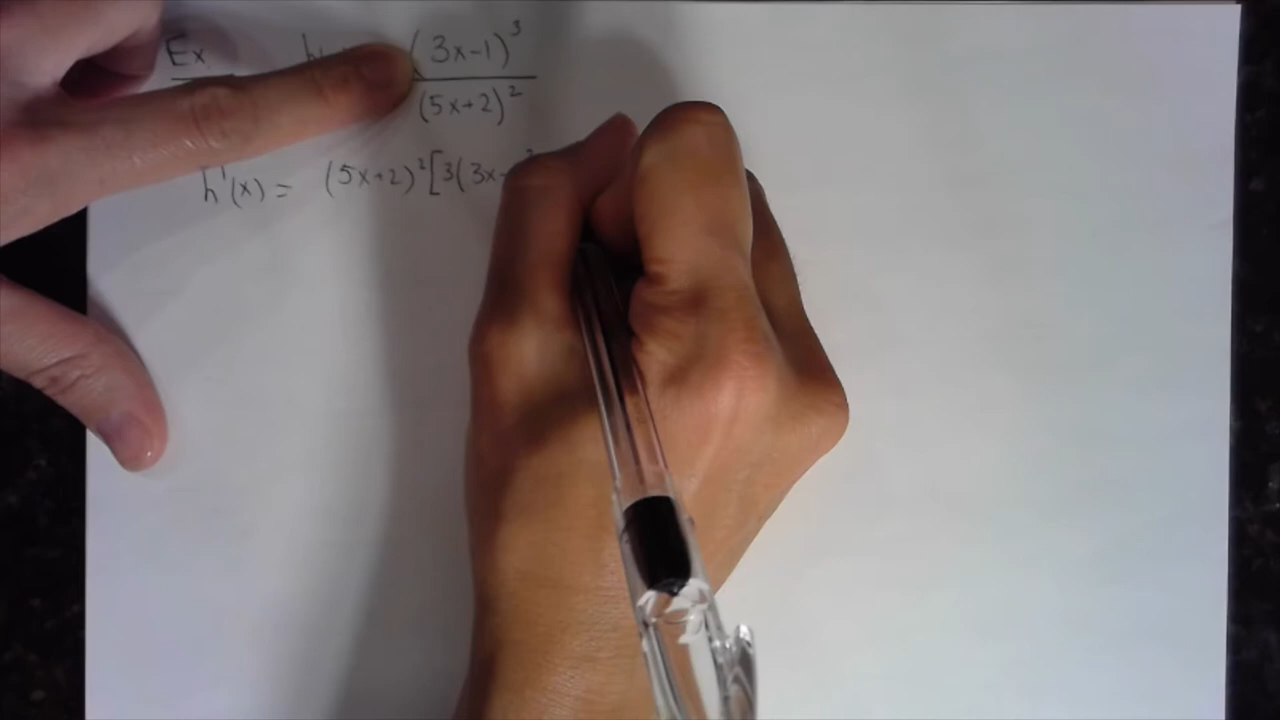 Ex. (3x-1)³
(5x+2)²
h'(x) = (5x+2)²[3(3x-